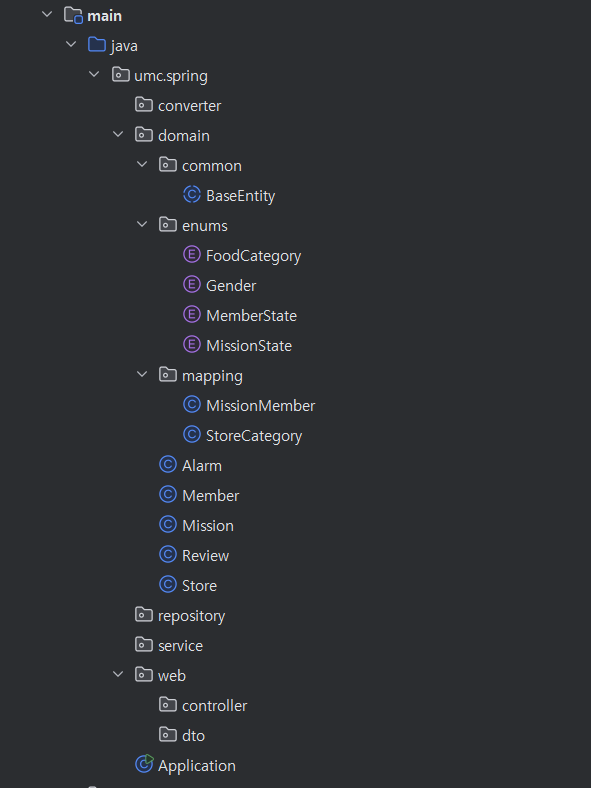 main
java
umc.spring
converter
domain
common
BaseEntity
enums
FoodCategory
Gender
MemberState
MissionState
mapping
MissionMember
StoreCategory
Alarm
Member
Mission
Review
Store
repository
service
web
controller
dto
Application